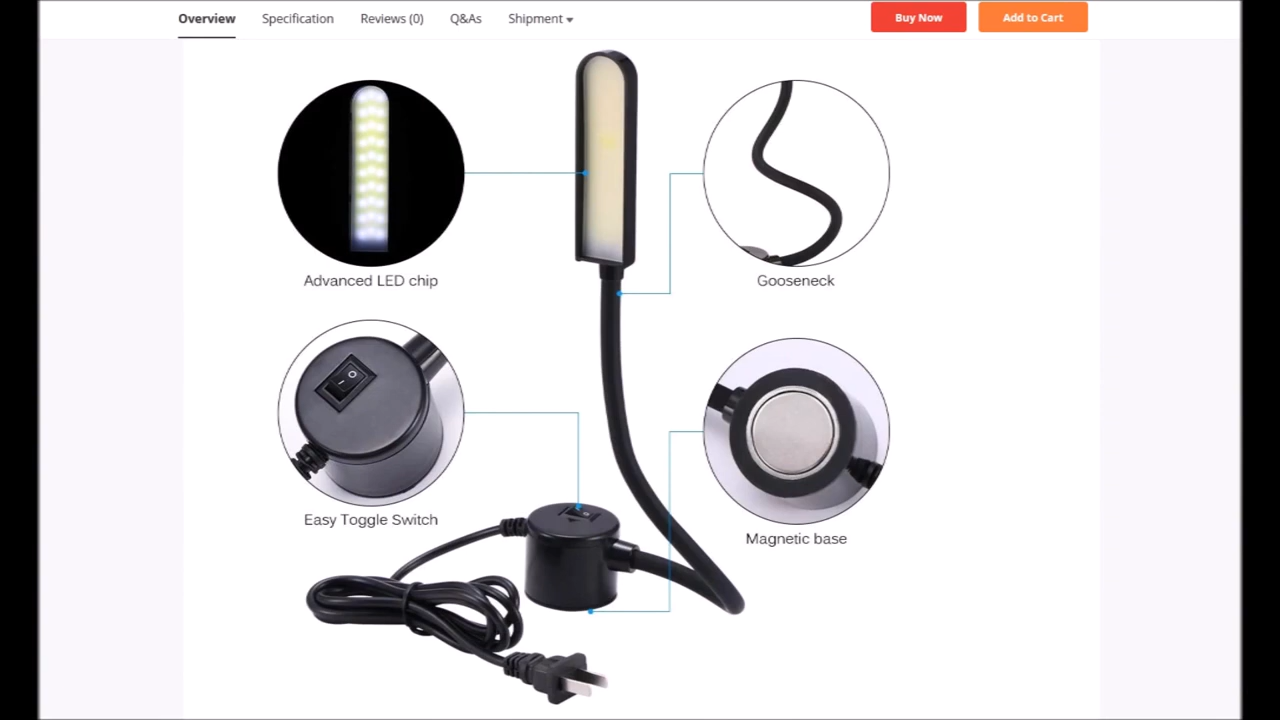 Overview
Specification
Reviews (0)
Q&As
Shipment
Buy Now
Add to Cart
Advanced LED chip
Gooseneck
Easy Toggle Switch
Magnetic base